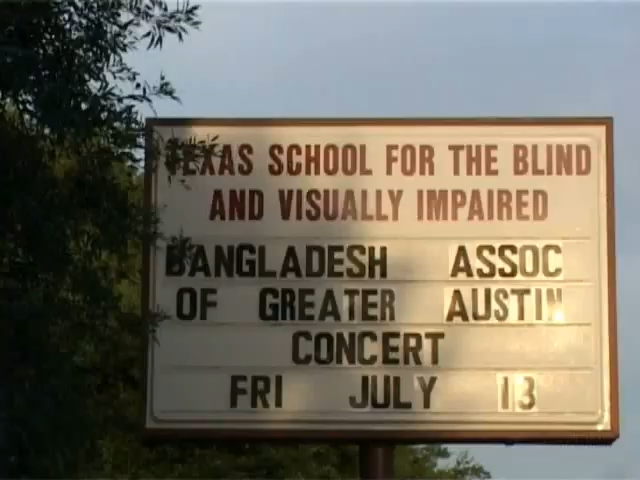 TEXAS SCHOOL FOR THE BLIND
AND VISUALLY IMPAIRED
BANGLADESH ASSOC
OF GREATER AUSTIN
CONCERT
FRI JULY 13